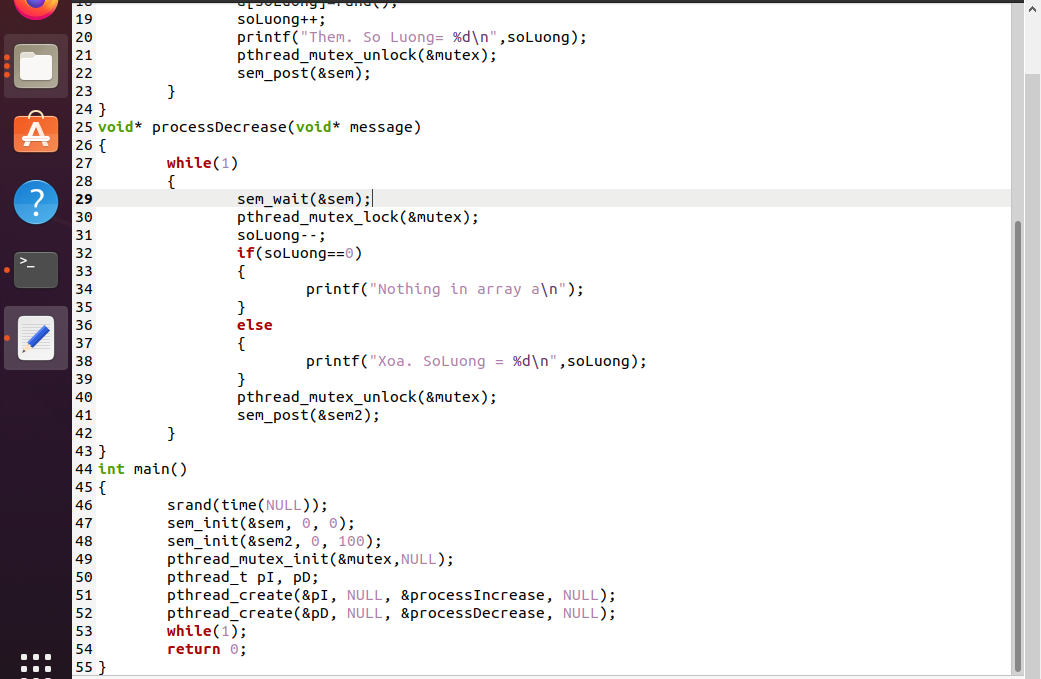 18 a[soLuong]=rand();
19 soLuong++;
20 printf("Them. So Luong= %d\n",soLuong);
21 pthread_mutex_unlock(&mutex);
22 sem_post(&sem);
23 }
24 }
25 void* processDecrease(void* message)
26 {
27 while(1)
28 {
29 sem_wait(&sem);
30 pthread_mutex_lock(&mutex);
31 soLuong--;
32 if(soLuong==0)
33 {
34 printf("Nothing in array a\n");
35 }
36 else
37 {
38 printf("Xoa. SoLuong = %d\n",soLuong);
39 }
40 pthread_mutex_unlock(&mutex);
41 sem_post(&sem2);
42 }
43 }
44 int main()
45 {
46 srand(time(NULL));
47 sem_init(&sem, 0, 0);
48 sem_init(&sem2, 0, 100);
49 pthread_mutex_init(&mutex,NULL);
50 pthread_t pI, pD;
51 pthread_create(&pI, NULL, &processIncrease, NULL);
52 pthread_create(&pD, NULL, &processDecrease, NULL);
53 while(1);
54 return 0;
55 }